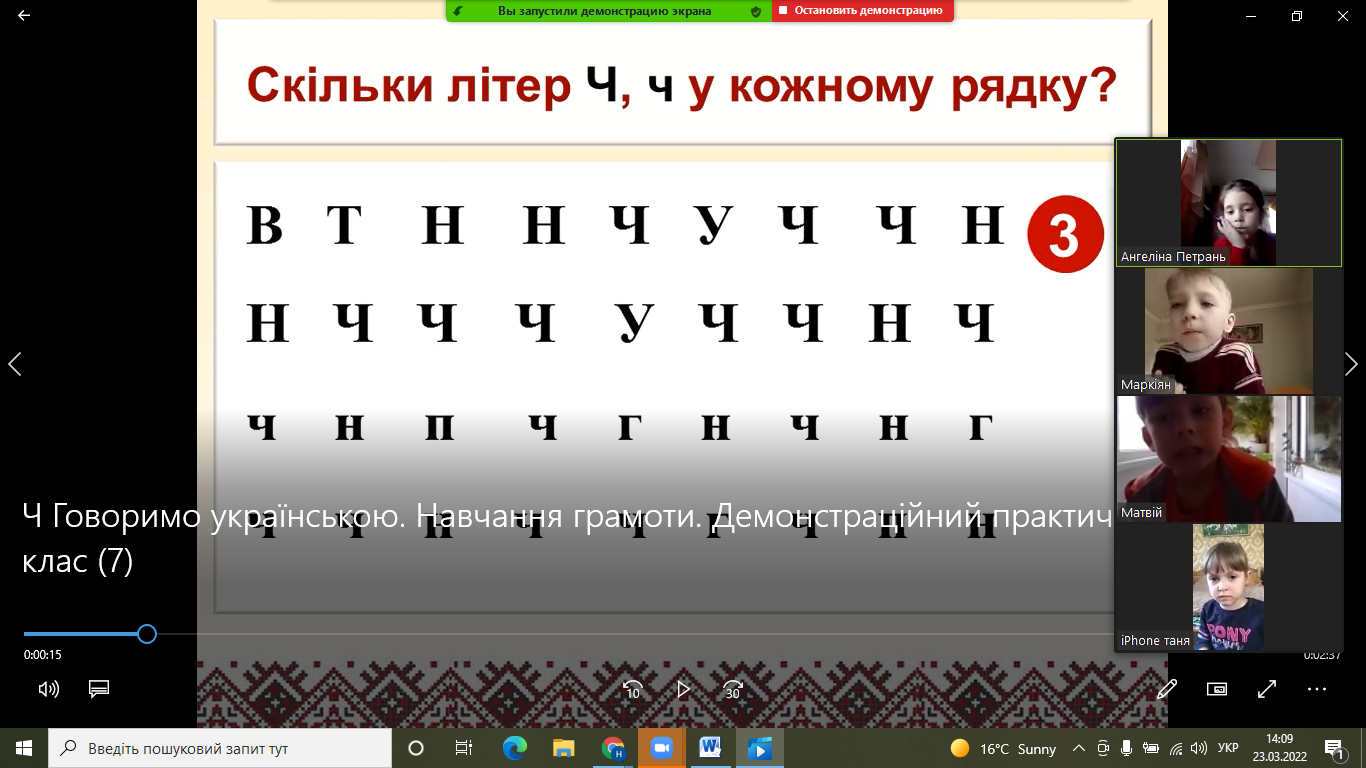 Вы запустили демонстрацию экрана
Остановить демонстрацию
Скільки літер Ч, ч у кожному рядку?
В Т Н Н Ч У Ч Ч Н 3
Н Ч Ч Ч У Ч Ч Н Ч
ч н п ч г н ч н г
ч ч п ч ч г ч н н
Ч Говоримо українською. Навчання грамоти. Демонстраційний практич
клас (7)
Ангеліна Петрань
Маркіян
Матвій
PONY
iPhone таня
0:00:15
0:02:37
10
30
Введіть пошуковий запит тут
16°C Sunny
УКР
14:09
23.03.2022
1